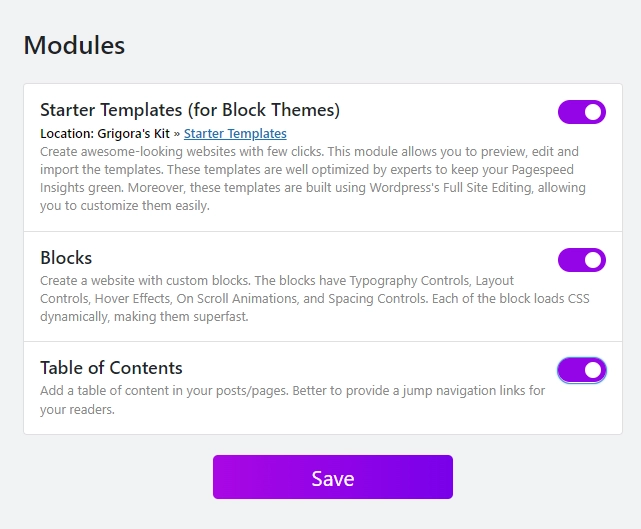 Modules
Starter Templates (for Block Themes)
Location: Grigora's Kit » Starter Templates
Create awesome-looking websites with few clicks. This module allows you to preview, edit and
import the templates. These templates are well optimized by experts to keep your Pagespeed
Insights green. Moreover, these templates are built using Wordpress's Full Site Editing, allowing
you to customize them easily.
Blocks
Create a website with custom blocks. The blocks have Typography Controls, Layout
Controls, Hover Effects, On Scroll Animations, and Spacing Controls. Each of the block loads CSS
dynamically, making them superfast.
Table of Contents
Add a table of content in your posts/pages. Better to provide a jump navigation links for
your readers.
Save